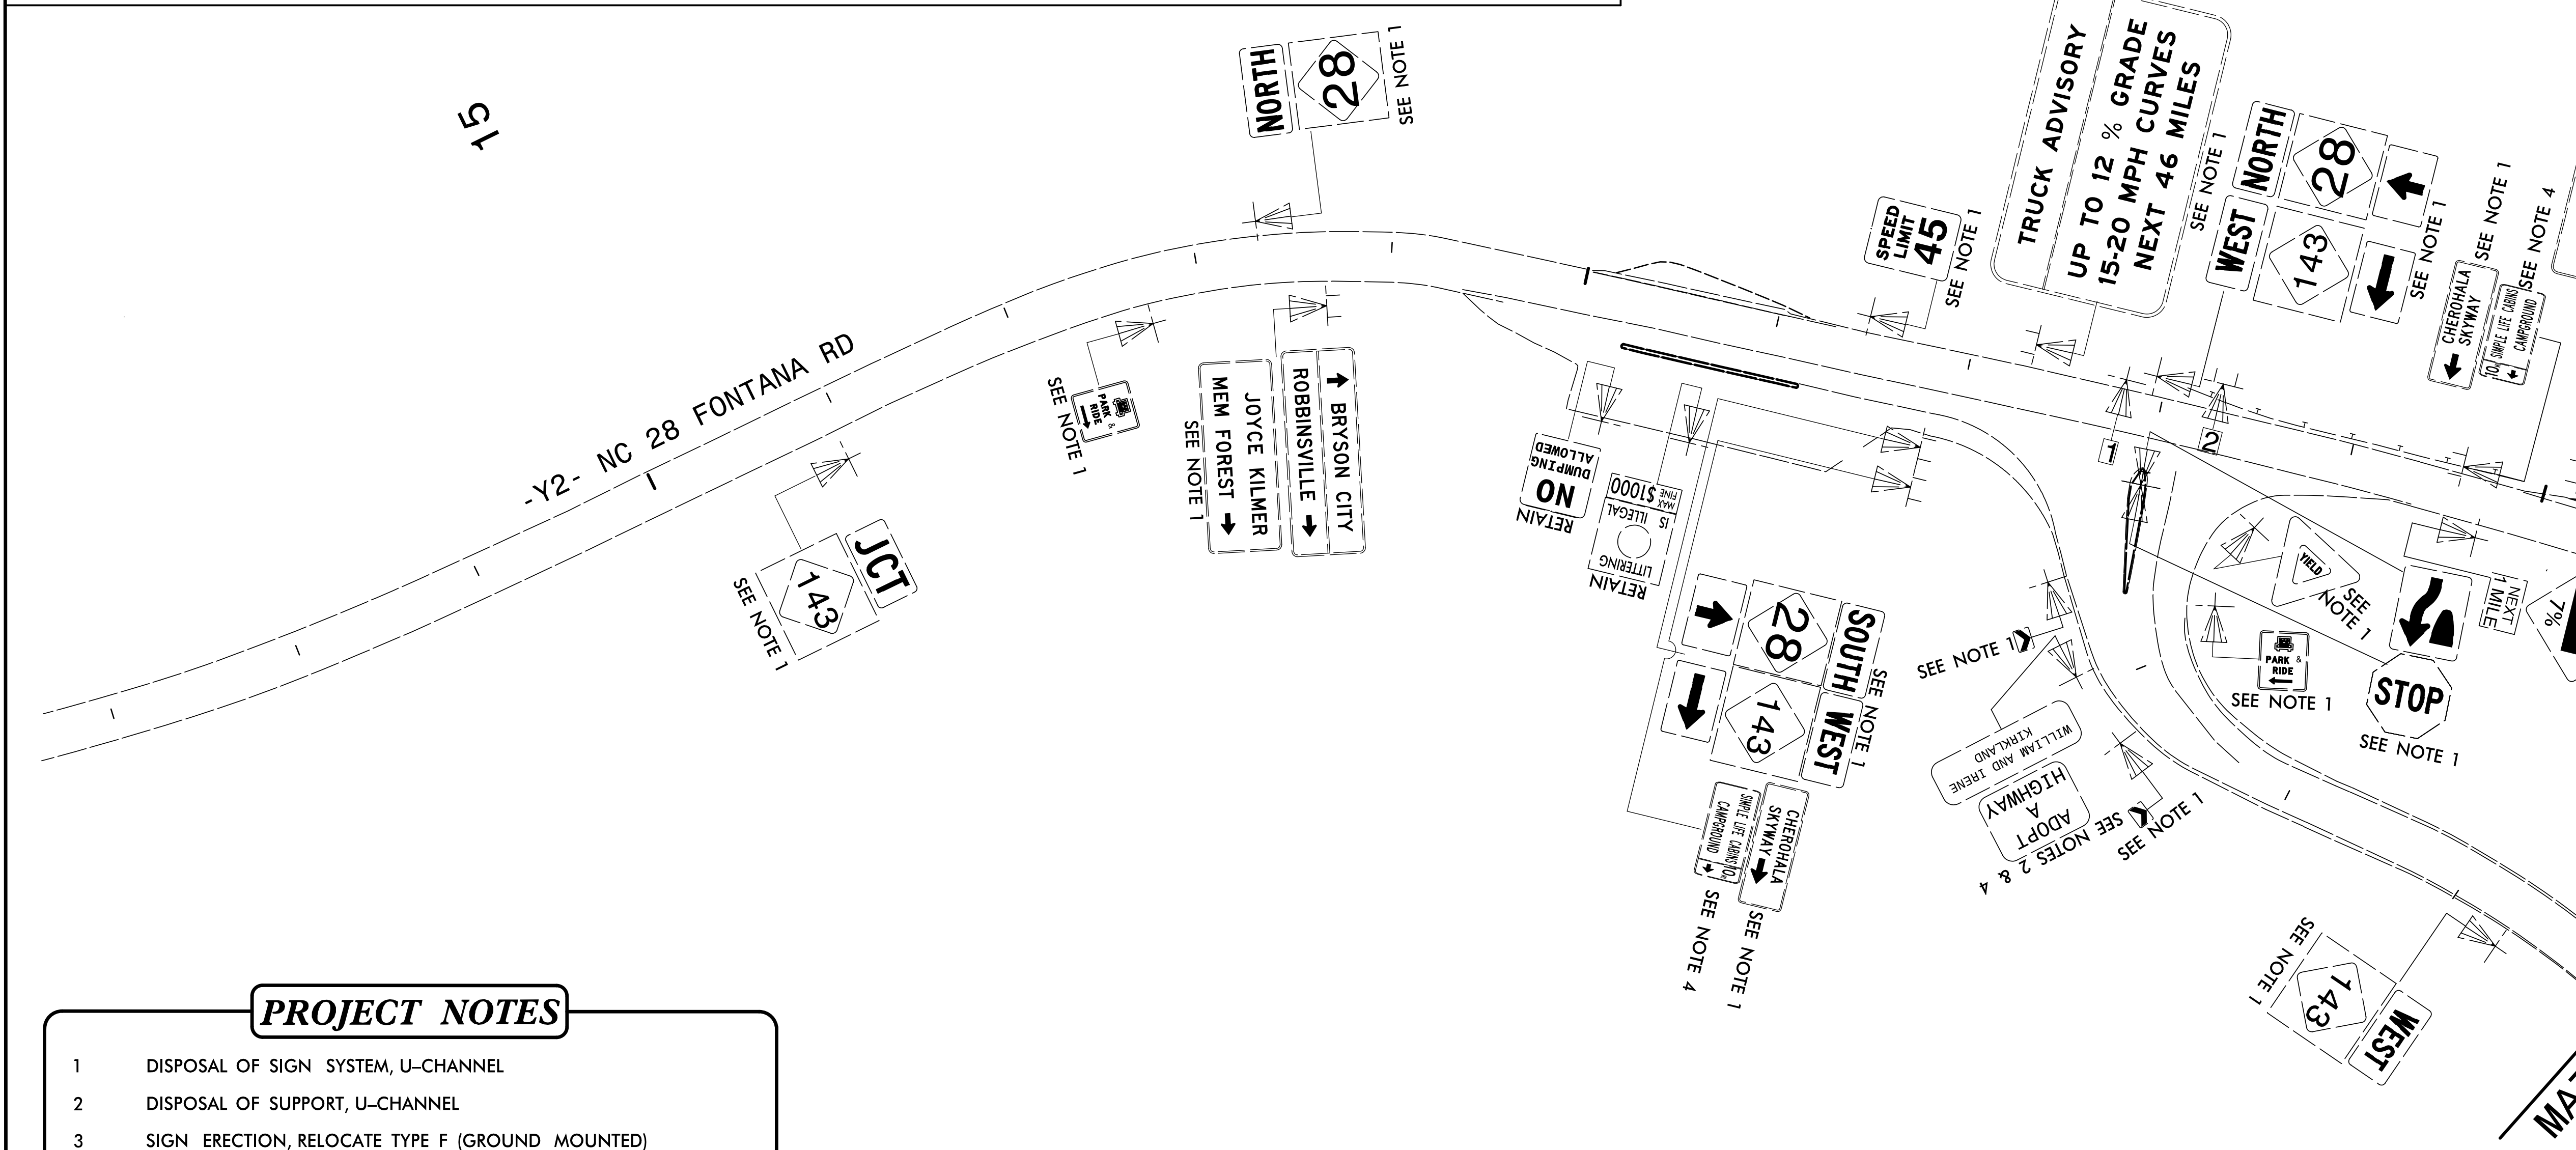 15
-Y2- NC 28 FONTANA RD
NORTH
28
SEE NOTE 1
SEE NOTE 1
PARK &
RIDE
SEE NOTE 1
143
JCT
SEE NOTE 1
MEM FOREST
JOYCE KILMER
ROBBINSVILLE
BRYSON CITY
SPEED
LIMIT
45
SEE NOTE 1
TRUCK ADVISORY
UP TO 12 % GRADE
15-20 MPH CURVES
NEXT 46 MILES
SEE NOTE 1
NORTH
28
WEST
143
SEE NOTE 1
CHEROHALA
SKYWAY
SEE NOTE 1
SIMPLE LIFE CABINS
CAMPGROUND
SEE NOTE 4
1
2
NO
DUMPING
ALLOWED
RETAIN
LITTERING
IS ILLEGAL
MAX
FINE
$1000
RETAIN
SOUTH
28
WEST
143
SEE NOTE 1
CHEROHALA
SKYWAY
SEE NOTE 1
SIMPLE LIFE CABINS
CAMPGROUND
SEE NOTE 4
SEE NOTE 1
WILLIAM AND IRENE
KIRKLAND
ADOPT
A
HIGHWAY
SEE NOTES 2 & 4
SEE NOTE 1
YIELD
SEE
NOTE 1
PARK &
RIDE
SEE NOTE 1
STOP
SEE NOTE 1
NEXT
1 MILE
7%
WEST
143
SEE NOTE 1
PROJECT NOTES
1 DISPOSAL OF SIGN SYSTEM, U–CHANNEL
2 DISPOSAL OF SUPPORT, U–CHANNEL
3 SIGN ERECTION, RELOCATE TYPE F (GROUND MOUNTED)